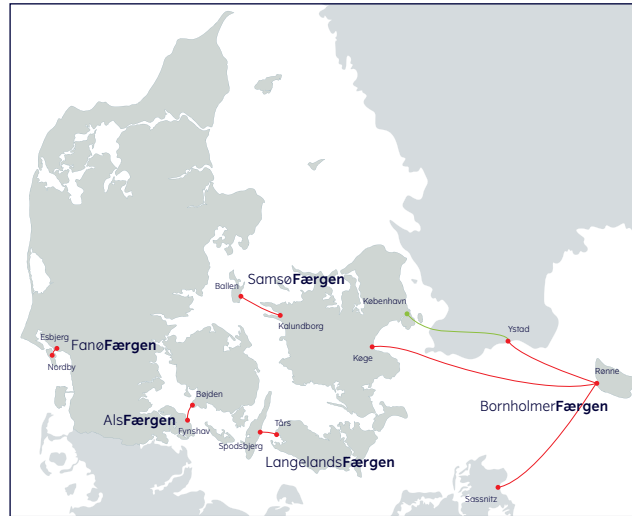 SamsøFærgen
Ballen
København
Kalundborg
Ystad
Esbjerg
FanøFærgen
Nordby
Køge
Rønne
Bøjden
BornholmerFærgen
AlsFærgen
Fynshav
Tårs
Spodsbjerg
LangelandsFærgen
Sassnitz